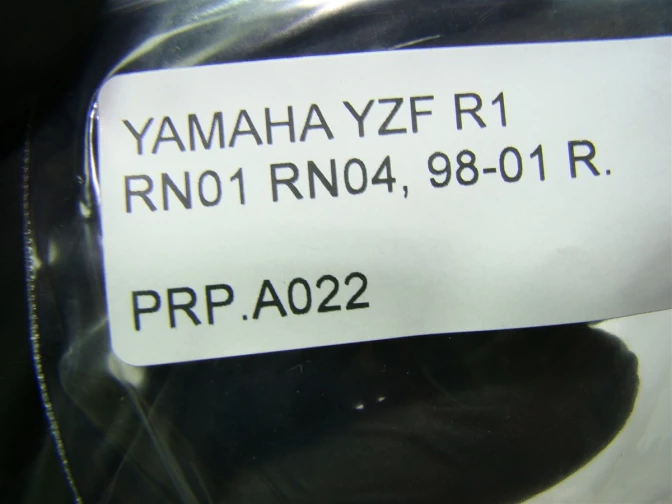 YAMAHA YZF R1
RN01 RN04, 98-01 R.
PRP.A022